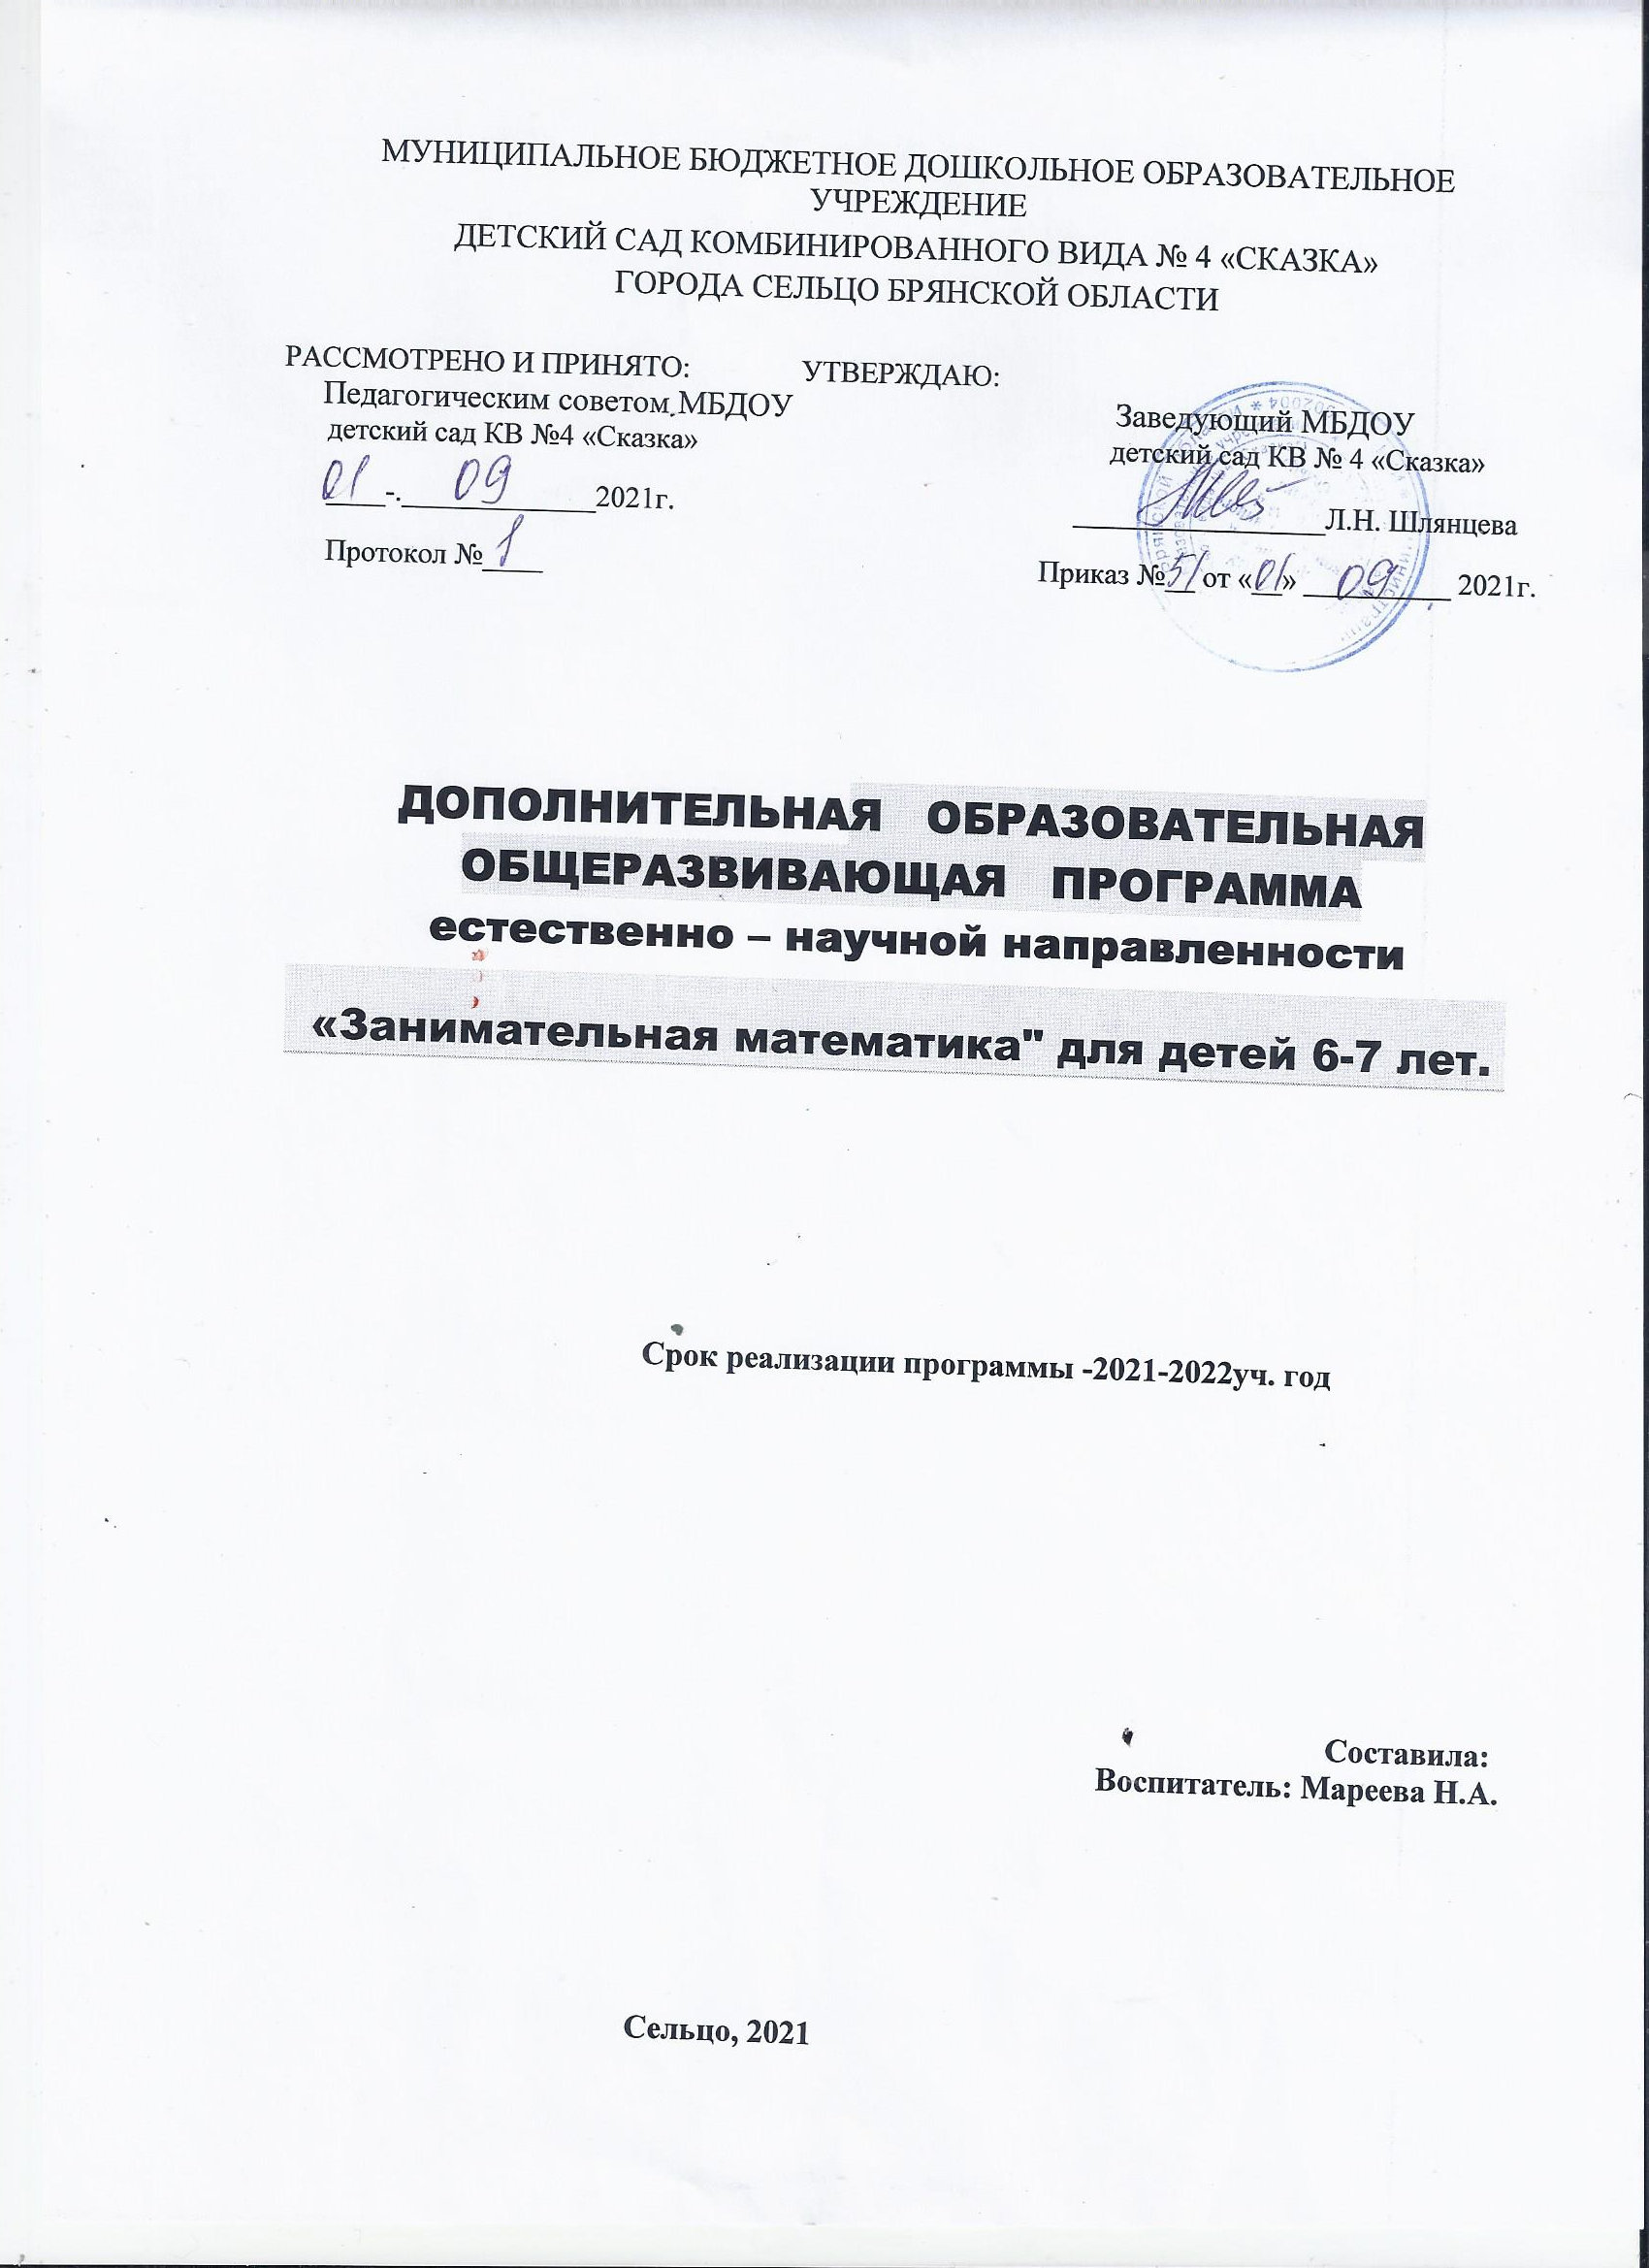 МУНИЦИПАЛЬНОЕ БЮДЖЕТНОЕ ДОШКОЛЬНОЕ ОБРАЗОВАТЕЛЬНОЕ
УЧРЕЖДЕНИЕ
ДЕТСКИЙ САД КОМБИНИРОВАННОГО ВИДА № 4 «СКАЗКА»
ГОРОДА СЕЛЬЦО БРЯНСКОЙ ОБЛАСТИ
РАССМОТРЕНО И ПРИНЯТО:
Педагогическим советом МБДОУ
детский сад КВ №4 «Сказка»
01 -. 09 2021г.
Протокол № 1
УТВЕРЖДАЮ:
Заведующий МБДОУ
детский сад КВ № 4 «Сказка»
Л.Н. Шлянцева
Приказ № 51 от «01» 09 2021г.
ДОПОЛНИТЕЛЬНАЯ ОБРАЗОВАТЕЛЬНАЯ
ОБЩЕРАЗВИВАЮЩАЯ ПРОГРАММА
естественно – научной направленности
«Занимательная математика" для детей 6-7 лет.
Срок реализации программы -2021-2022уч. год
Составила:
Воспитатель: Мареева Н.А.
Сельцо, 2021